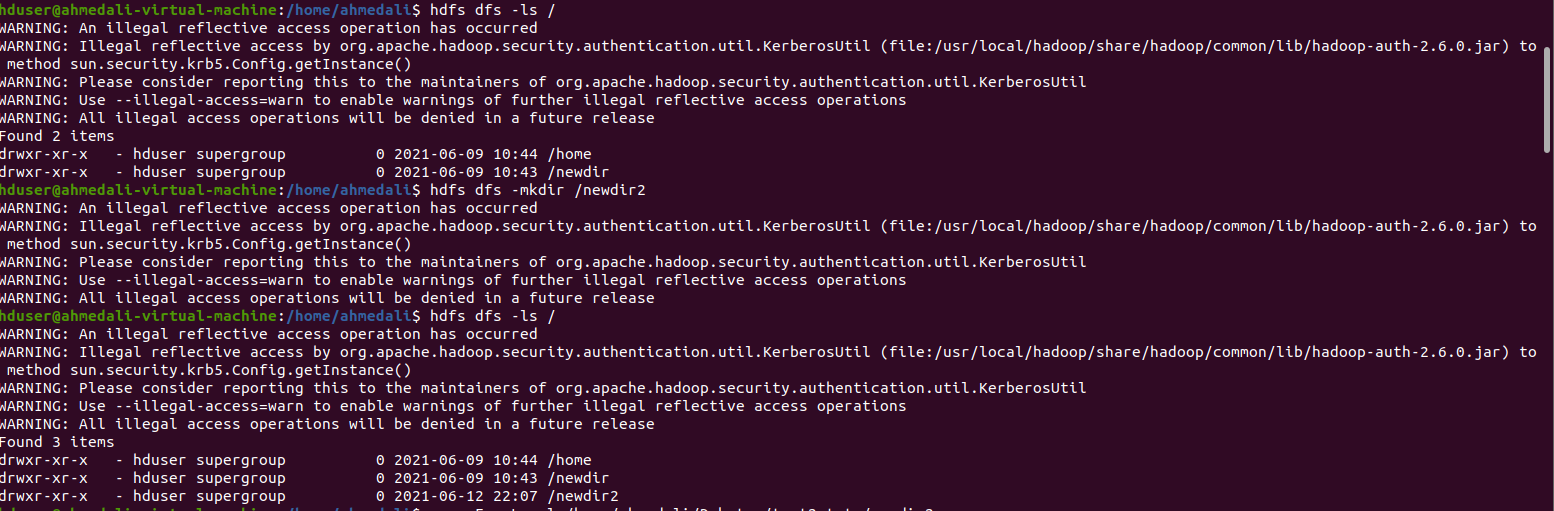 hduser@ahmedali-virtual-machine:/home/ahmedali$ hdfs dfs -ls /
WARNING: An illegal reflective access operation has occurred
WARNING: Illegal reflective access by org.apache.hadoop.security.authentication.util.KerberosUtil (file:/usr/local/hadoop/share/hadoop/common/lib/hadoop-auth-2.6.0.jar) to
method sun.security.krb5.Config.getInstance()
WARNING: Please consider reporting this to the maintainers of org.apache.hadoop.security.authentication.util.KerberosUtil
WARNING: Use --illegal-access=warn to enable warnings of further illegal reflective access operations
WARNING: All illegal access operations will be denied in a future release
Found 2 items
drwxr-xr-x   - hduser supergroup          0 2021-06-09 10:44 /home
drwxr-xr-x   - hduser supergroup          0 2021-06-09 10:43 /newdir
hduser@ahmedali-virtual-machine:/home/ahmedali$ hdfs dfs -mkdir /newdir2
WARNING: An illegal reflective access operation has occurred
WARNING: Illegal reflective access by org.apache.hadoop.security.authentication.util.KerberosUtil (file:/usr/local/hadoop/share/hadoop/common/lib/hadoop-auth-2.6.0.jar) to
method sun.security.krb5.Config.getInstance()
WARNING: Please consider reporting this to the maintainers of org.apache.hadoop.security.authentication.util.KerberosUtil
WARNING: Use --illegal-access=warn to enable warnings of further illegal reflective access operations
WARNING: All illegal access operations will be denied in a future release
hduser@ahmedali-virtual-machine:/home/ahmedali$ hdfs dfs -ls /
WARNING: An illegal reflective access operation has occurred
WARNING: Illegal reflective access by org.apache.hadoop.security.authentication.util.KerberosUtil (file:/usr/local/hadoop/share/hadoop/common/lib/hadoop-auth-2.6.0.jar) to
method sun.security.krb5.Config.getInstance()
WARNING: Please consider reporting this to the maintainers of org.apache.hadoop.security.authentication.util.KerberosUtil
WARNING: Use --illegal-access=warn to enable warnings of further illegal reflective access operations
WARNING: All illegal access operations will be denied in a future release
Found 3 items
drwxr-xr-x   - hduser supergroup          0 2021-06-09 10:44 /home
drwxr-xr-x   - hduser supergroup          0 2021-06-09 10:43 /newdir
drwxr-xr-x   - hduser supergroup          0 2021-06-12 22:07 /newdir2